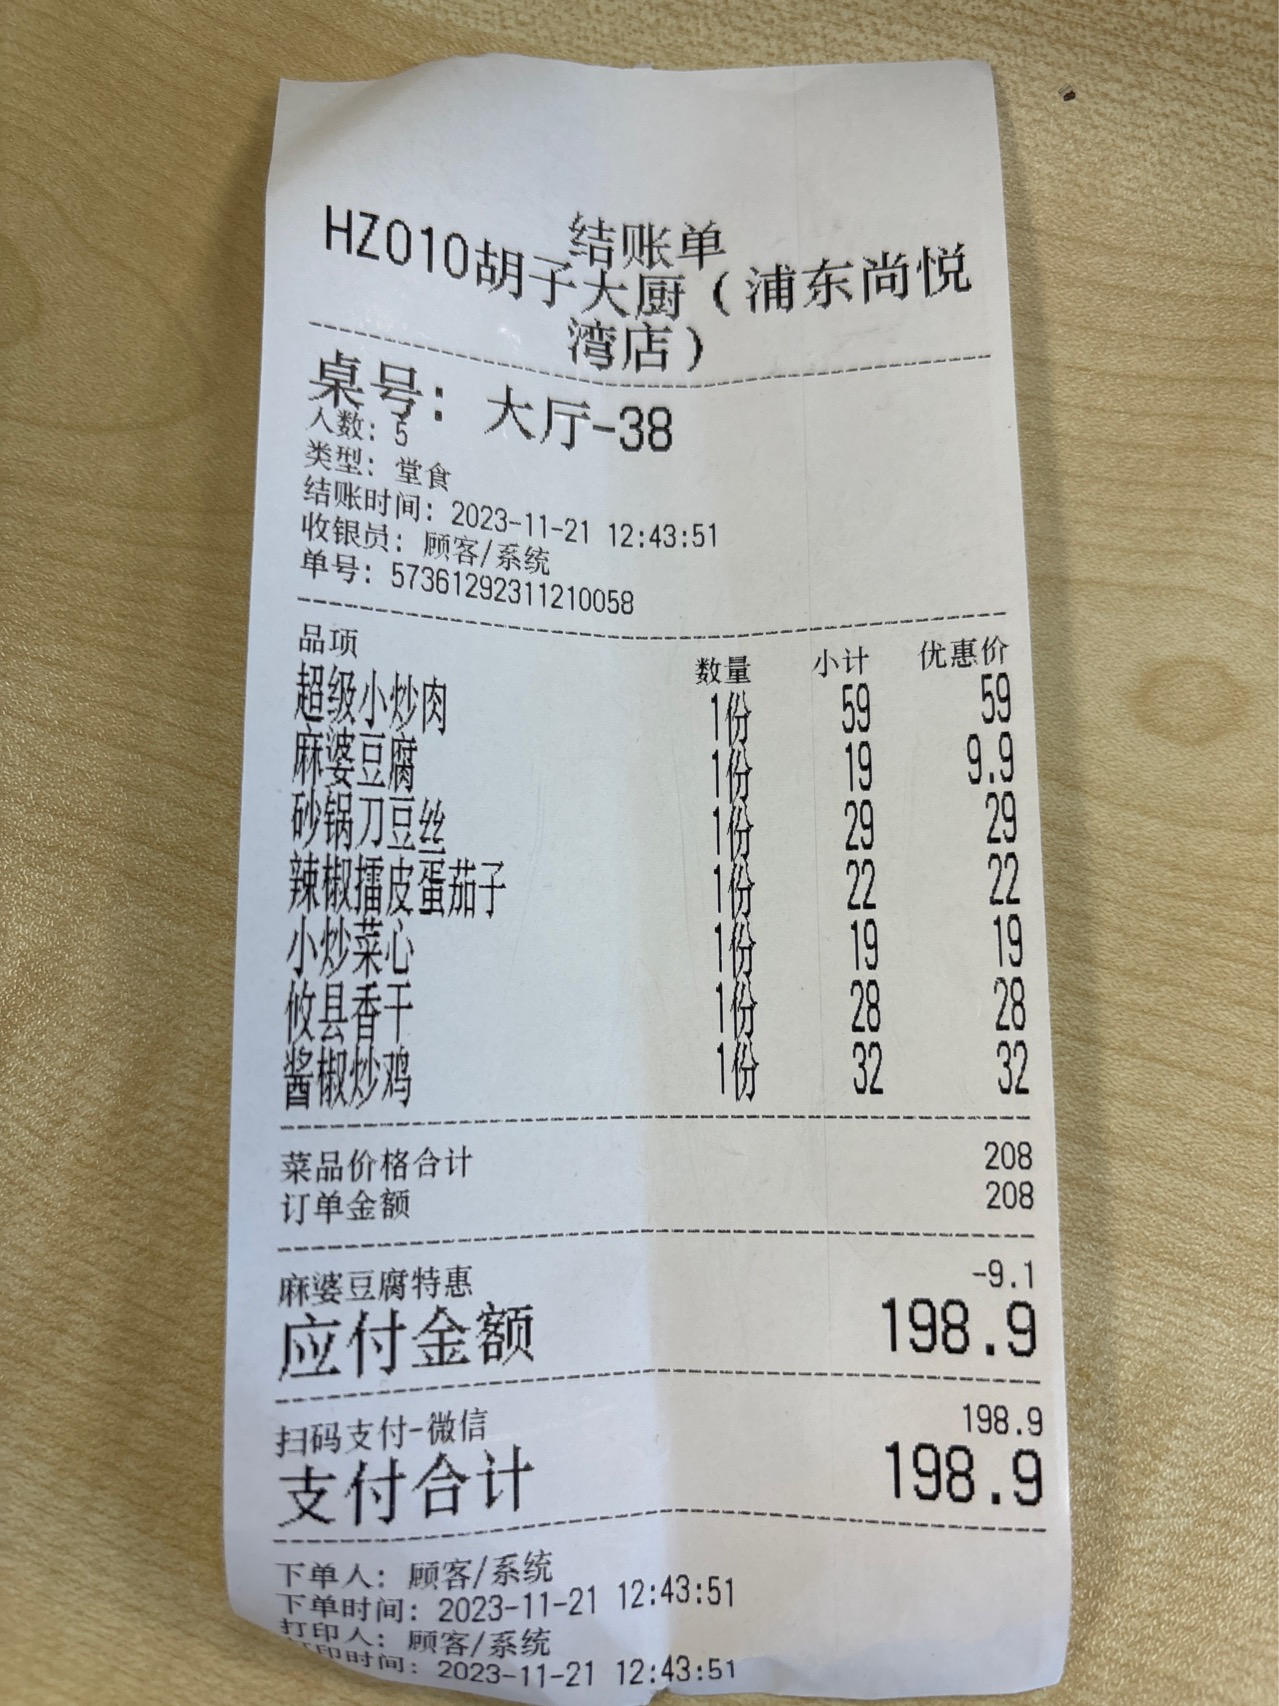 结账单
HZ010胡子大厨（浦东尚悦
湾店）
桌号：大厅-38
人数：5
类型：堂食
结账时间：2023-11-21 12:43:51
收银员：顾客/系统
单号：57361292311210058
品项 数量 小计 优惠价
超级小炒肉 1份 59 59
麻婆豆腐 1份 19 9.9
砂锅刀豆丝 1份 29 29
辣椒擂皮蛋茄子 1份 22 22
小炒菜心 1份 19 19
攸县香干 1份 28 28
酱椒炒鸡 1份 32 32
菜品价格合计 208
订单金额 208
麻婆豆腐特惠 -9.1
应付金额 198.9
扫码支付-微信 198.9
支付合计 198.9
下单人：顾客/系统
下单时间：2023-11-21 12:43:51
打印人：顾客/系统
打印时间：2023-11-21 12:43:51